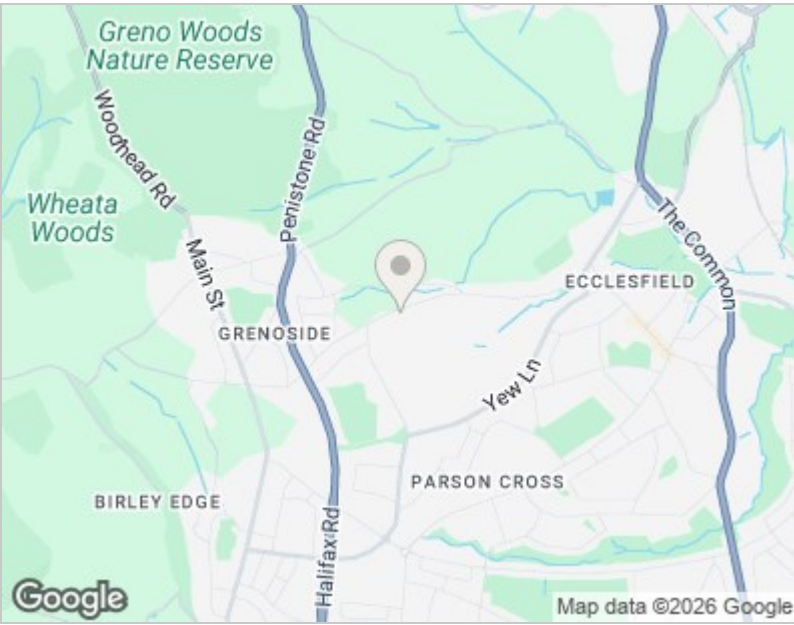 Greno Woods
Nature Reserve
Woodhead Rd
Penistone Rd
Wheata
Woods
Main St
The Common
ECCLESFIELD
GRENOSIDE
Yew Ln
PARSON CROSS
BIRLEY EDGE
Halifax Rd
Google
Map data ©2026 Google